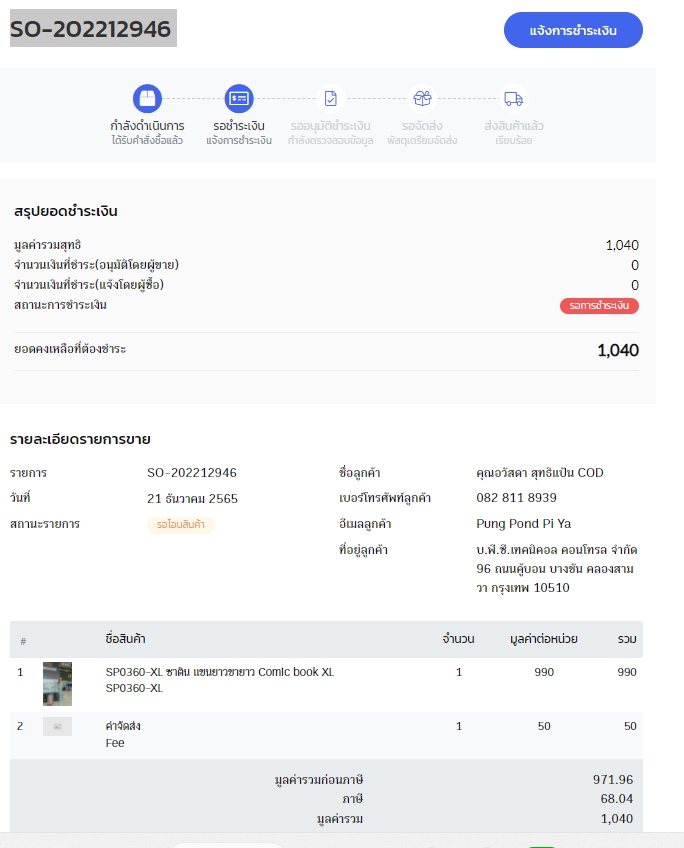 SO-202212946
แจ้งการชำระเงิน
กำลังดำเนินการ
ได้รับคำสั่งซื้อแล้ว
รอชำระเงิน
แจ้งการชำระเงิน
รออนุมัติชำระเงิน
กำลังตรวจสอบข้อมูล
รอจัดส่ง
พัสดุเตรียมจัดส่ง
ส่งสินค้าแล้ว
เรียบร้อย
สรุปยอดชำระเงิน
มูลค่ารวมสุทธิ 1,040
จำนวนเงินที่ชำระ(อนุมัติโดยผู้ขาย) 0
จำนวนเงินที่ชำระ(แจ้งโดยผู้ซื้อ) 0
สถานะการชำระเงิน รอการชำระเงิน
ยอดคงเหลือที่ต้องชำระ 1,040
รายละเอียดรายการขาย
รายการ SO-202212946
วันที่ 21 ธันวาคม 2565
สถานะรายการ รอโอนสินค้า
ชื่อลูกค้า คุณอวัสดา สุทธิแป้น COD
เบอร์โทรศัพท์ลูกค้า 082 811 8939
อีเมลลูกค้า Pung Pond Pi Ya
ที่อยู่ลูกค้า บ.พี.ซี.เทคนิคอล คอนโทรล จำกัด
96 ถนนคู้บอน บางชัน คลองสาม
วา กรุงเทพ 10510
# ชื่อสินค้า จำนวน มูลค่าต่อหน่วย รวม
1 SP0360-XL ซาติน แขนยาวขายาว Comic book XL 1 990 990
SP0360-XL
2 ค่าจัดส่ง 1 50 50
Fee
มูลค่ารวมก่อนภาษี 971.96
ภาษี 68.04
มูลค่ารวม 1,040